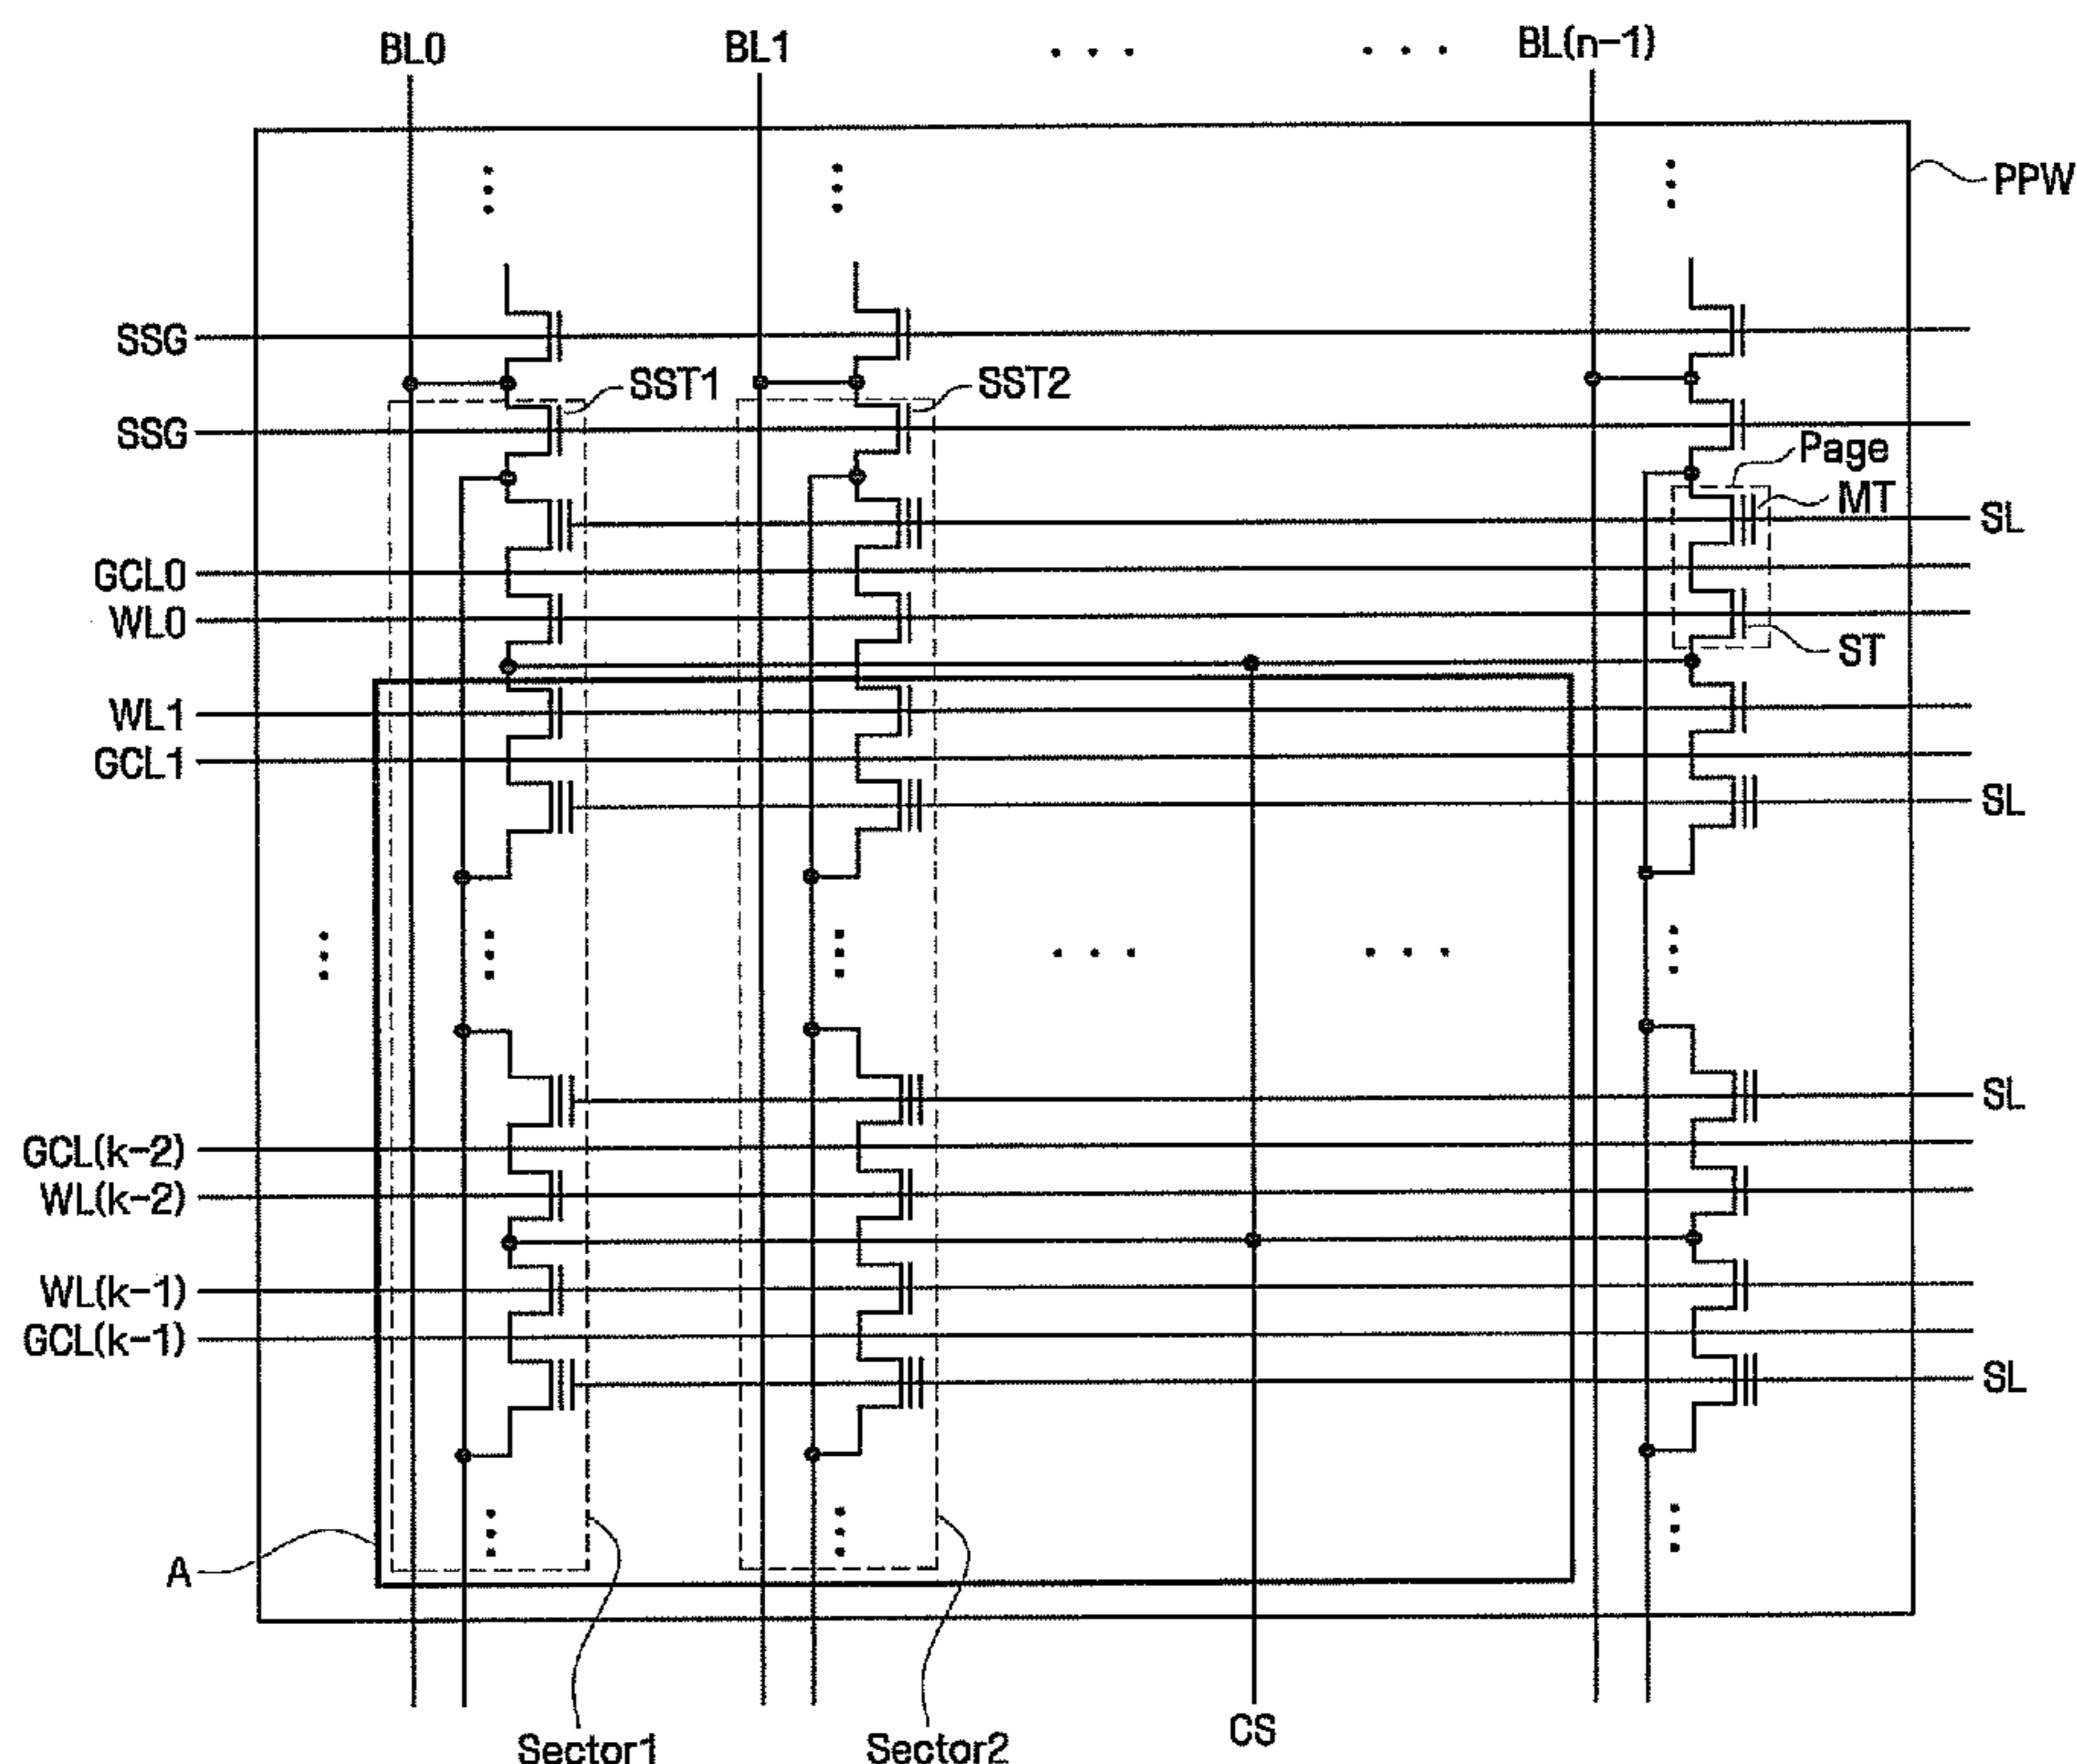 BL0
BL1
BL(n-1)
PPW
SSG
SST1
SST2
SSG
Page
MT
SL
GCL0
WL0
ST
WL1
GCL1
SL
SL
GCL(k-2)
WL(k-2)
WL(k-1)
GCL(k-1)
SL
A
Sector1
Sector2
CS